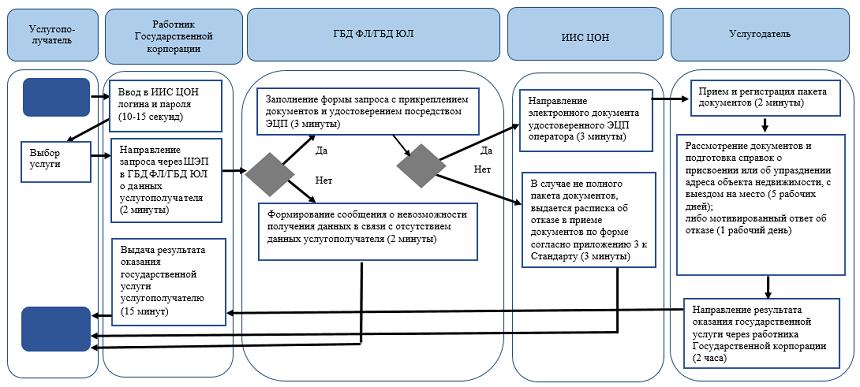 Услугопо-
лучатель
Работник
Государственной
корпорации
ГБД ФЛ/ГБД ЮЛ
ИИС ЦОН
Услугодатель
Ввод в ИИС ЦОН
логина и пароля
(10-15 секунд)
Выбор
услуги
Направление
запроса через ШЭП
в ГБД ФЛ/ГБД ЮЛ
о данных
услугополучателя
(2 минуты)
Выдача результата
оказания
государственной
услуги
услугополучателю
(15 минут)
Заполнение формы запроса с прикреплением
документов и удостоверением посредством
ЭЦП (3 минуты)
Да
Нет
Формирование сообщения о невозможности
получения данных в связи с отсутствием
данных услугополучателя (2 минуты)
Да
Нет
Направление
электронного документа
удостоверенного ЭЦП
оператора (3 минуты)
В случае не полного
пакета документов,
выдается расписка об
отказе в приеме
документов по форме
согласно приложению 3 к
Стандарту (3 минуты)
Прием и регистрация пакета
документов (2 минуты)
Рассмотрение документов и
подготовка справок о
присвоении или об упразднении
адреса объекта недвижимости, с
выездом на место (5 рабочих
дней);
либо мотивированный ответ об
отказе (1 рабочий день)
Направление результата
оказания государственной
услуги через работника
Государственной корпорации
(2 часа)